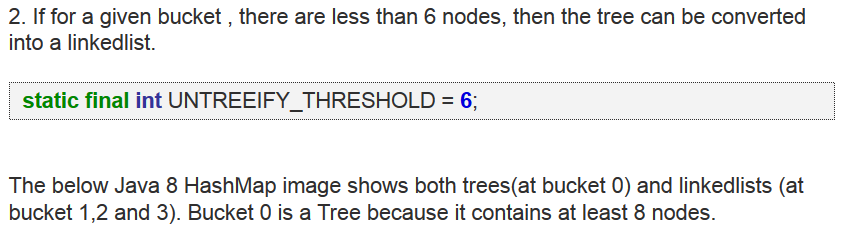 2. If for a given bucket , there are less than 6 nodes, then the tree can be converted
into a linkedlist.
static final int UNTREEIFY_THRESHOLD = 6;
The below Java 8 HashMap image shows both trees(at bucket 0) and linkedlists (at
bucket 1,2 and 3). Bucket 0 is a Tree because it contains at least 8 nodes.